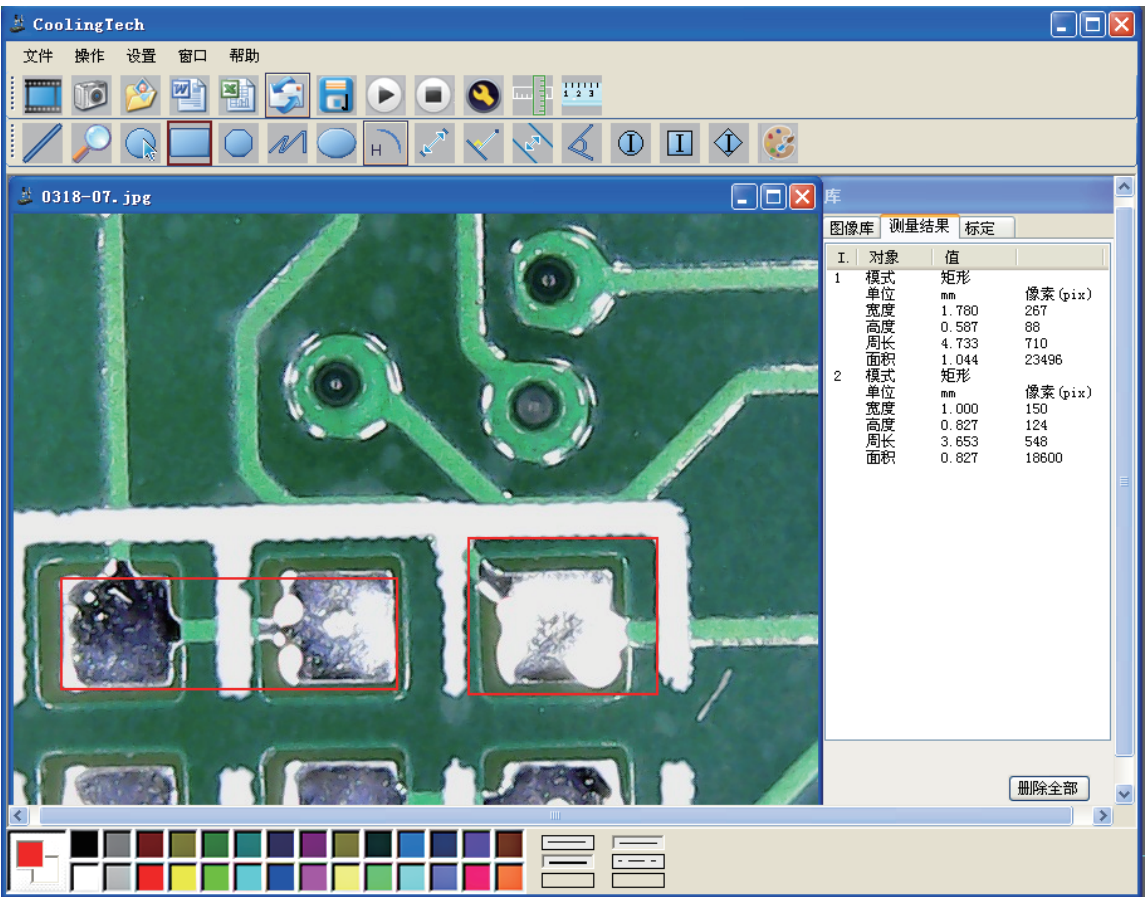 CoolingTech
文件 操作 设置 窗口 帮助
1 2 3
H
I I I
0318-07.jpg
库
图像库 测量结果 标定
I. 对象 值
1 模式 矩形
单位 mm 像素(pix)
宽度 1.780 267
高度 0.587 88
周长 4.733 710
面积 1.044 23496
2 模式 矩形
单位 mm 像素(pix)
宽度 1.000 150
高度 0.827 124
周长 3.653 548
面积 0.827 18600
删除全部